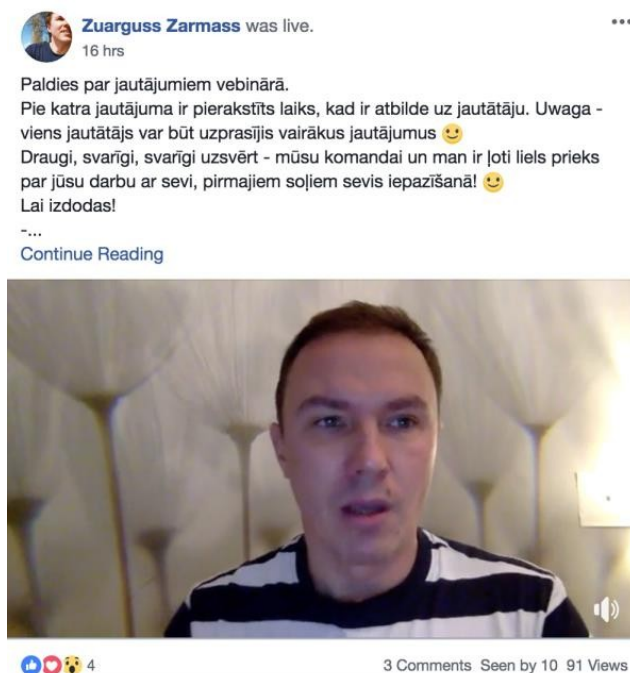 Zuarguss Zarmass was live.
16 hrs
Paldies par jautājumiem vebinārā.
Pie katra jautājuma ir pierakstīts laiks, kad ir atbilde uz jautātāju. Uwaga -
viens jautātājs var būt uzprasījis vairākus jautājumus 🙂
Draugi, svarīgi, svarīgi uzsvērt - mūsu komandai un man ir ļoti liels prieks
par jūsu darbu ar sevi, pirmajiem soļiem sevis iepazīšanā! 🙂
Lai izdodas!
-...
Continue Reading
4
3 Comments Seen by 10 91 Views